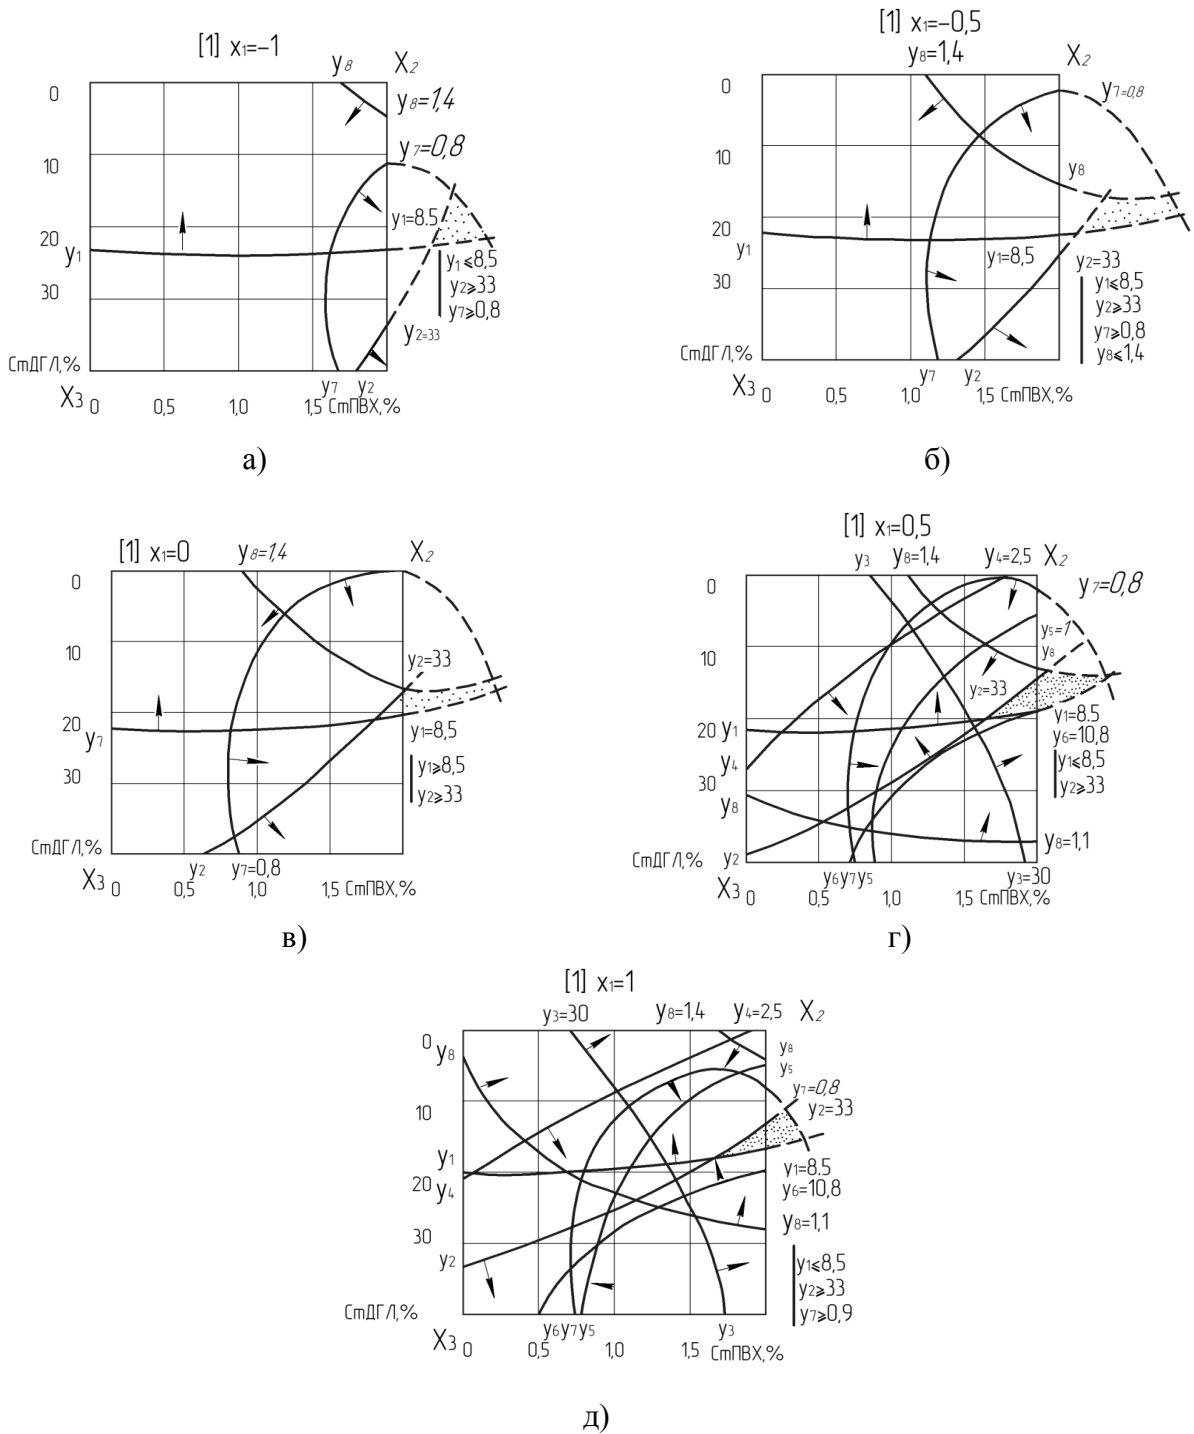 [1] x1=–1
y8
X2
0
y8=1,4
y7=0,8
10
y1=8.5
20
y1
y1⩽8,5
y2⩾33
30
y7⩾0,8
y2=33
СтДГЛ,%
y7 y2
X3 0 0,5 1,0 1,5 СтПВХ,%
а)
[1] x1=–0,5
y8=1,4
X2
0
y7=0,8
10
y8
20
y1
y1=8,5
y2=33
y1⩽8,5
30
y2⩾33
y7⩾0,8
СтДГЛ,%
y8⩽1,4
y7 y2
X3 0 0,5 1,0 1,5 СтПВХ,%
б)
[1] x1=0
y8=1,4
X2
0
10
y2=33
20
y7
y1=8,5
y1⩾8,5
30
y2⩾33
СтДГЛ,%
y2 y7=0,8
X3 0 0,5 1,0 1,5 СтПВХ,%
в)
[1] x1=0,5
y3 y8=1,4 y4=2,5 X2
0
y7=0,8
y5=1
10
y8
y2=33
y1=8.5
20 y1
y6=10,8
y4
y1⩽8,5
30
y2⩾33
y8
y8=1,1
СтДГЛ,% y2
y6 y7 y5 y3=30
X3 0 0,5 1,0 1,5 СтПВХ,%
г)
[1] x1=1
y3=30 y8=1,4 y4=2,5 X2
0 y8
y8
y5
y7=0,8
10
y2=33
y1
y1=8.5
20 y4
y6=10,8
y8=1,1
30
y2
y1⩽8,5
y2⩾33
СтДГЛ,%
y7⩾0,9
y6 y7 y5 y3
X3 0 0,5 1,0 1,5 СтПВХ,%
д)